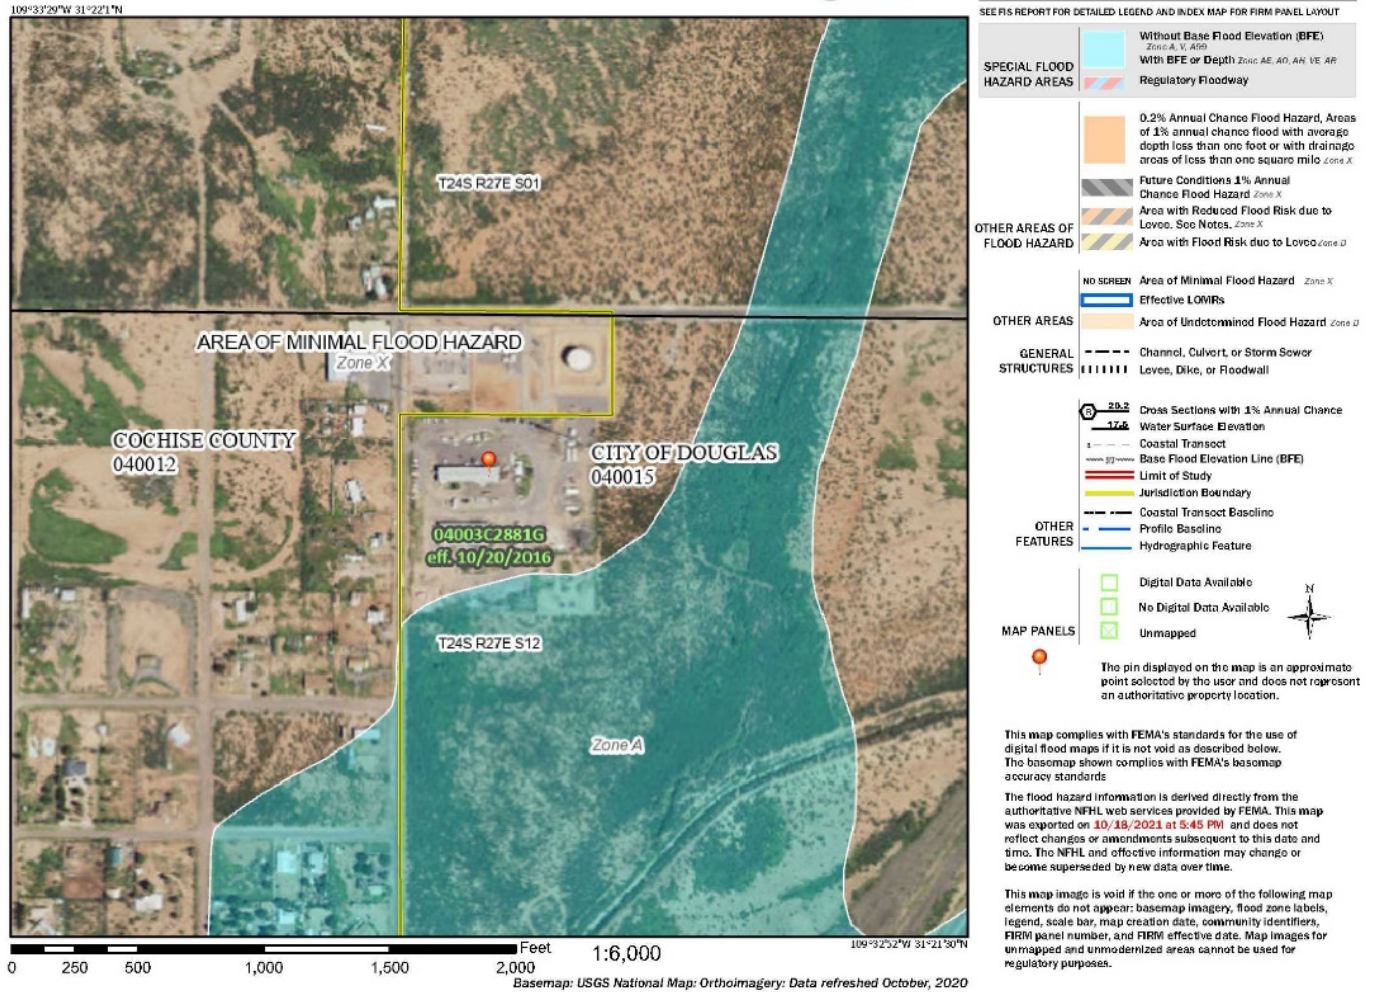 109°33'29"W 31°22'1"N
T24S R27E S01
AREA OF MINIMAL FLOOD HAZARD
Zone X
COCHISE COUNTY
040012
CITY OF DOUGLAS
040015
04003C2881G
eff. 10/20/2016
T24S R27E S12
Zone A
109°32'52"W 31°21'30"N
0 250 500 1,000 1,500 2,000
Feet
1:6,000
Basemap: USGS National Map: Orthoimagery: Data refreshed October, 2020
SEE FIS REPORT FOR DETAILED LEGEND AND INDEX MAP FOR FIRM PANEL LAYOUT
SPECIAL FLOOD
HAZARD AREAS
Without Base Flood Elevation (BFE)
Zone A, V, A99
With BFE or Depth Zone AE, AO, AH, VE, AR
Regulatory Floodway
OTHER AREAS OF
FLOOD HAZARD
0.2% Annual Chance Flood Hazard, Areas
of 1% annual chance flood with average
depth less than one foot or with drainage
areas of less than one square mile Zone X
Future Conditions 1% Annual
Chance Flood Hazard Zone X
Area with Reduced Flood Risk due to
Levee. See Notes. Zone X
Area with Flood Risk due to Levee Zone D
OTHER AREAS
NO SCREEN Area of Minimal Flood Hazard Zone X
Effective LOMRs
Area of Undetermined Flood Hazard Zone D
GENERAL
STRUCTURES
Channel, Culvert, or Storm Sewer
Levee, Dike, or Floodwall
OTHER
FEATURES
B 20.2 Cross Sections with 1% Annual Chance
17.5 Water Surface Elevation
8 Coastal Transect
513 Base Flood Elevation Line (BFE)
Limit of Study
Jurisdiction Boundary
Coastal Transect Baseline
Profile Baseline
Hydrographic Feature
MAP PANELS
Digital Data Available
No Digital Data Available
Unmapped
N
The pin displayed on the map is an approximate
point selected by the user and does not represent
an authoritative property location.
This map complies with FEMA's standards for the use of
digital flood maps if it is not void as described below.
The basemap shown complies with FEMA's basemap
accuracy standards
The flood hazard information is derived directly from the
authoritative NFHL web services provided by FEMA. This map
was exported on 10/18/2021 at 5:45 PM and does not
reflect changes or amendments subsequent to this date and
time. The NFHL and effective information may change or
become superseded by new data over time.
This map image is void if the one or more of the following map
elements do not appear: basemap imagery, flood zone labels,
legend, scale bar, map creation date, community identifiers,
FIRM panel number, and FIRM effective date. Map images for
unmapped and unmodernized areas cannot be used for
regulatory purposes.